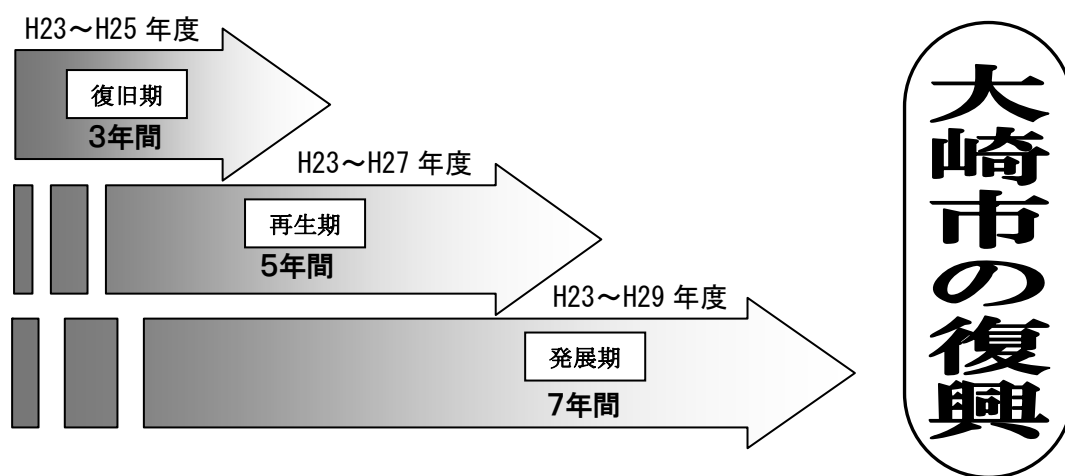 H23～H25 年度
復旧期
3年間
H23～H27 年度
再生期
5年間
H23～H29 年度
発展期
7年間
大崎市の復興